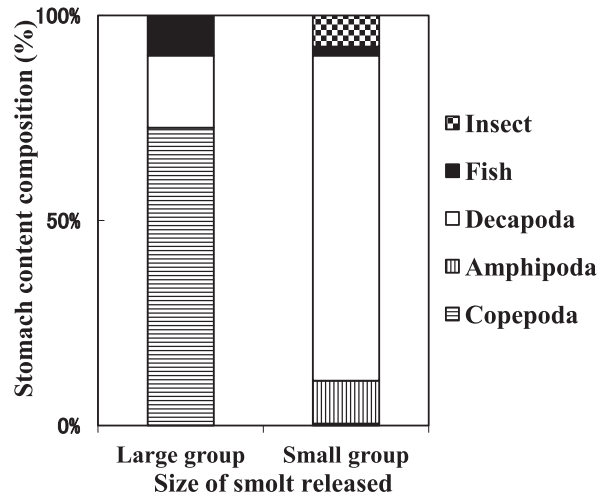 Stomach content composition (%)
100%
50%
0%
Insect
Fish
Decapoda
Amphipoda
Copepoda
Large group
Small group
Size of smolt released